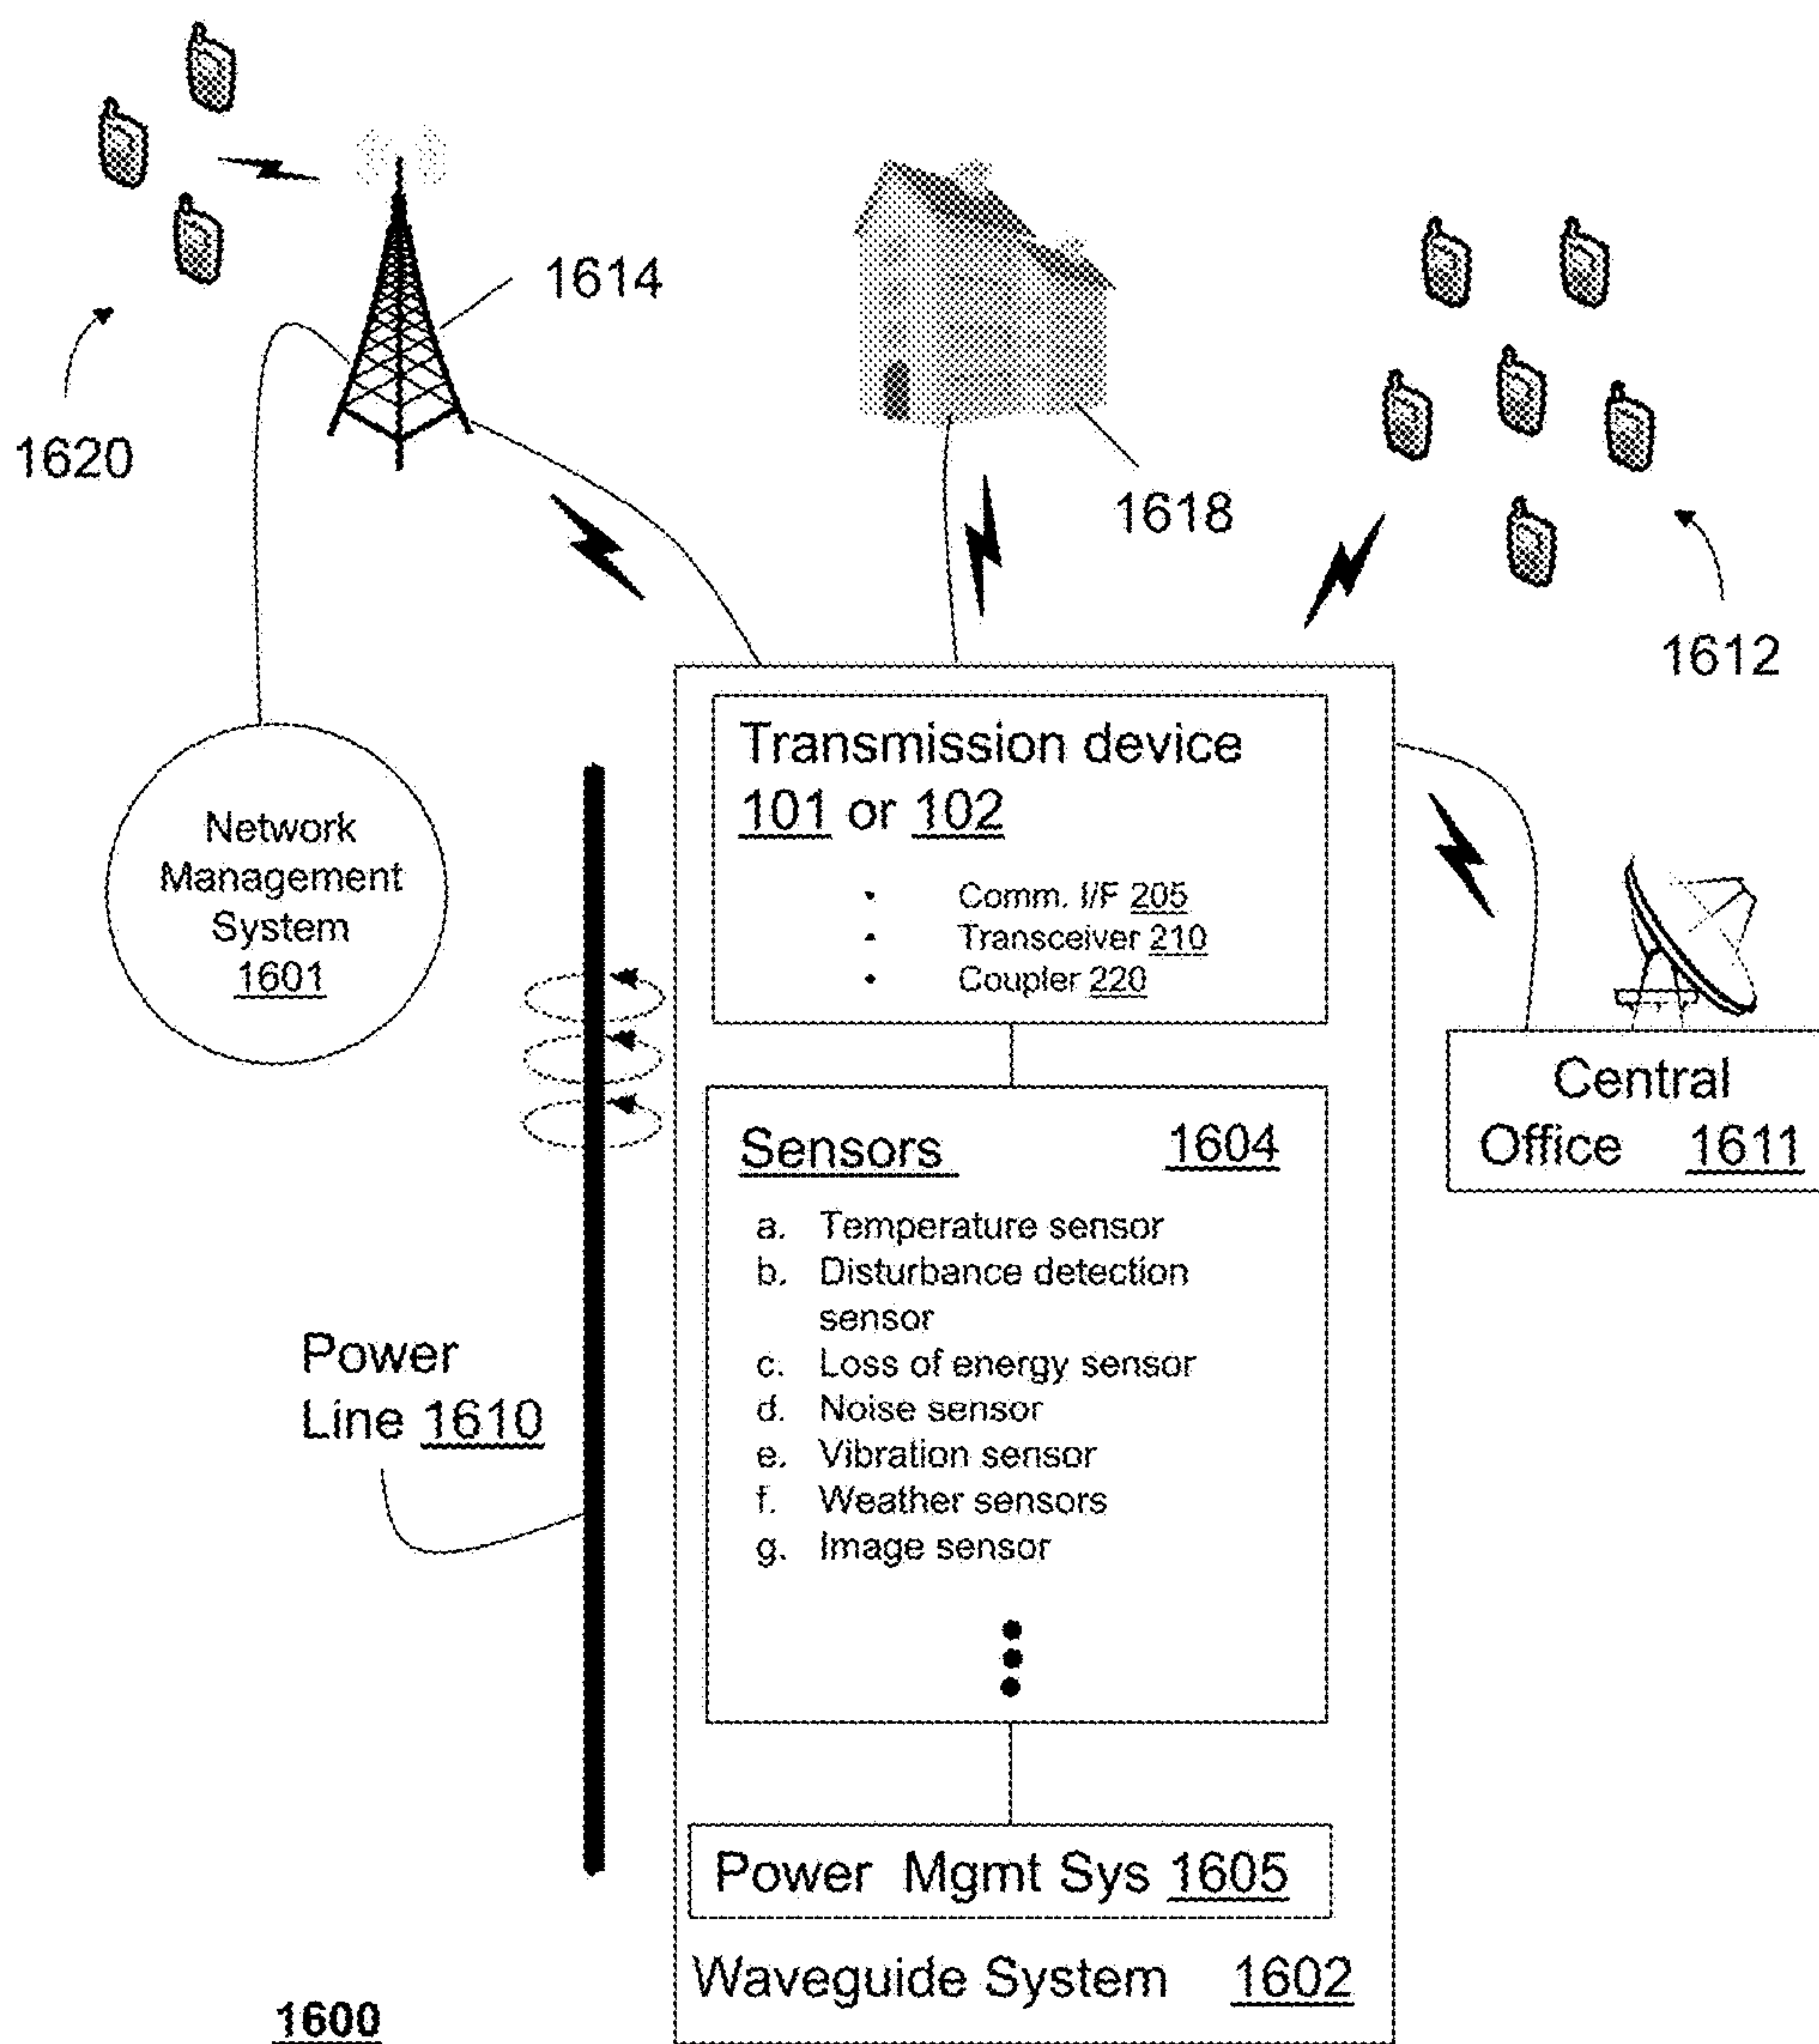 1614
1620
1618
1612
Network
Management
System
1601
Transmission device
101 or 102
• Comm. I/F 205
• Transceiver 210
• Coupler 220
Central
Office 1611
Sensors 1604
a. Temperature sensor
b. Disturbance detection
sensor
c. Loss of energy sensor
d. Noise sensor
e. Vibration sensor
f. Weather sensors
g. Image sensor
Power
Line 1610
Power Mgmt Sys 1605
Waveguide System 1602
1600